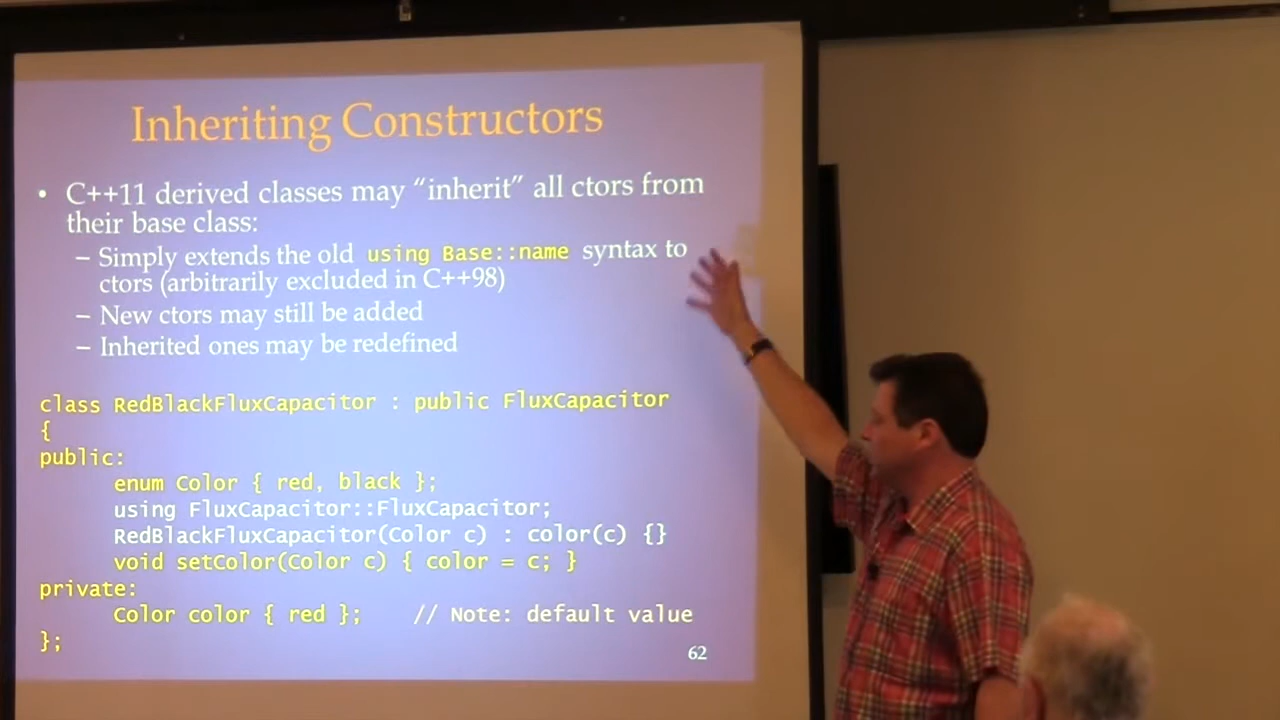 Inheriting Constructors
• C++11 derived classes may “inherit” all ctors from
their base class:
– Simply extends the old using Base::name syntax to
ctors (arbitrarily excluded in C++98)
– New ctors may still be added
– Inherited ones may be redefined
class RedBlackFluxCapacitor : public FluxCapacitor
{
public:
enum Color { red, black };
using FluxCapacitor::FluxCapacitor;
RedBlackFluxCapacitor(Color c) : color(c) {}
void setColor(Color c) { color = c; }
private:
Color color { red }; // Note: default value
};
62